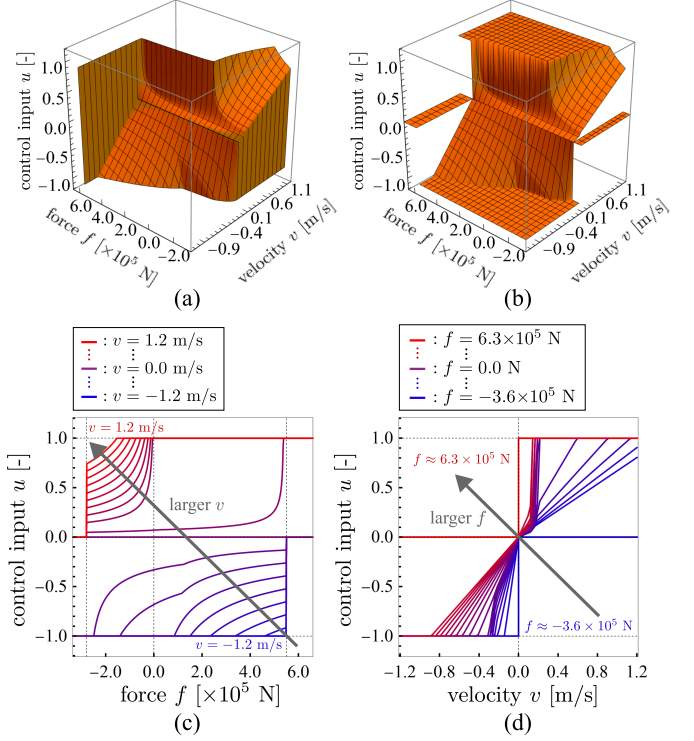 control input u [-]
1.0
0.5
0.0
−0.5
−1.0
6.0
4.0
2.0
0.0
−2.0
force f [×10⁵ N]
−0.9
−0.4
0.1
0.6
1.1
velocity v [m/s]
(a)
control input u [-]
1.0
0.5
0.0
−0.5
−1.0
6.0
4.0
2.0
0.0
−2.0
force f [×10⁵ N]
−0.9
−0.4
0.1
0.6
1.1
velocity v [m/s]
(b)
: v = 1.2 m/s
: v = 0.0 m/s
: v = −1.2 m/s
control input u [-]
1.0
0.5
0.0
−0.5
−1.0
v = 1.2 m/s
larger v
v = −1.2 m/s
−2.0 0.0 2.0 4.0 6.0
force f [×10⁵ N]
(c)
: f = 6.3×10⁵ N
: f = 0.0 N
: f = −3.6×10⁵ N
control input u [-]
1.0
0.5
0.0
−0.5
−1.0
f ≈ 6.3 × 10⁵ N
larger f
f ≈ −3.6 × 10⁵ N
−1.2 −0.8 −0.4 0.0 0.4 0.8 1.2
velocity v [m/s]
(d)